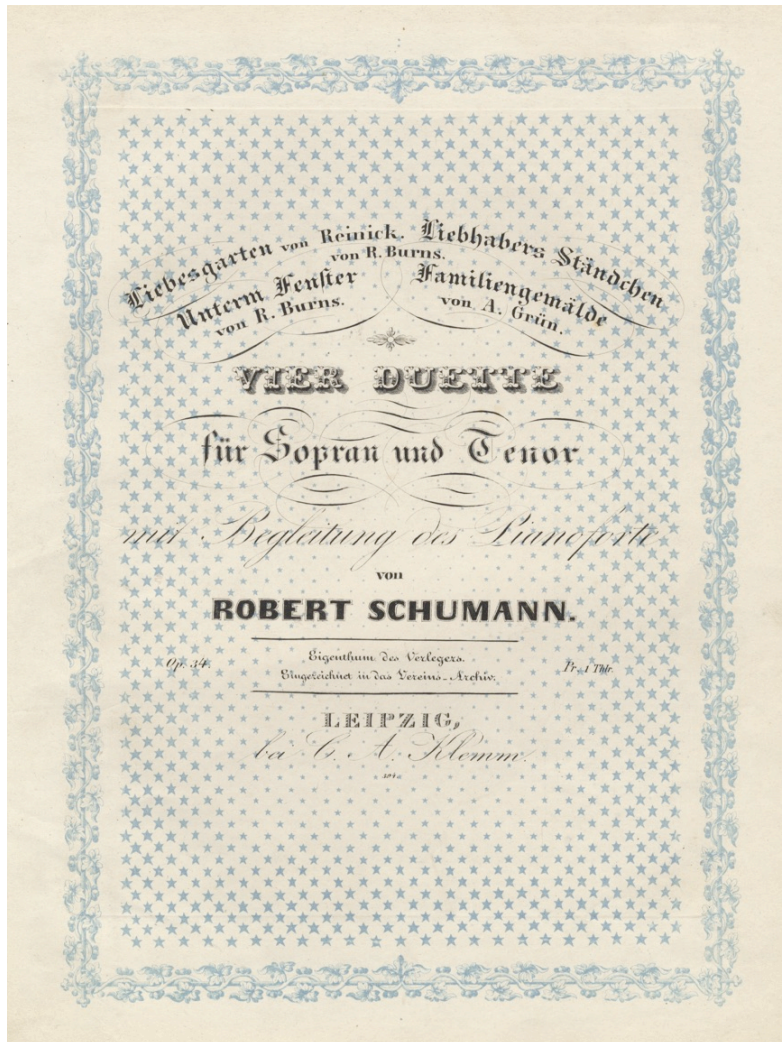 Liebesgarten von Reinick. Liebhabers Ständchen
von R. Burns.
Unterm Fenster
von R. Burns.
Familiengemälde
von A. Grün.
VIER DUETTE
für Sopran und Tenor
mit Begleitung des Pianoforte
von
ROBERT SCHUMANN.
Op. 34.
Eigenthum des Verlegers.
Eingezeichnet in das Vereins-Archiv.
Pr. 1 Thlr.
LEIPZIG,
bei C. A. Klemm.